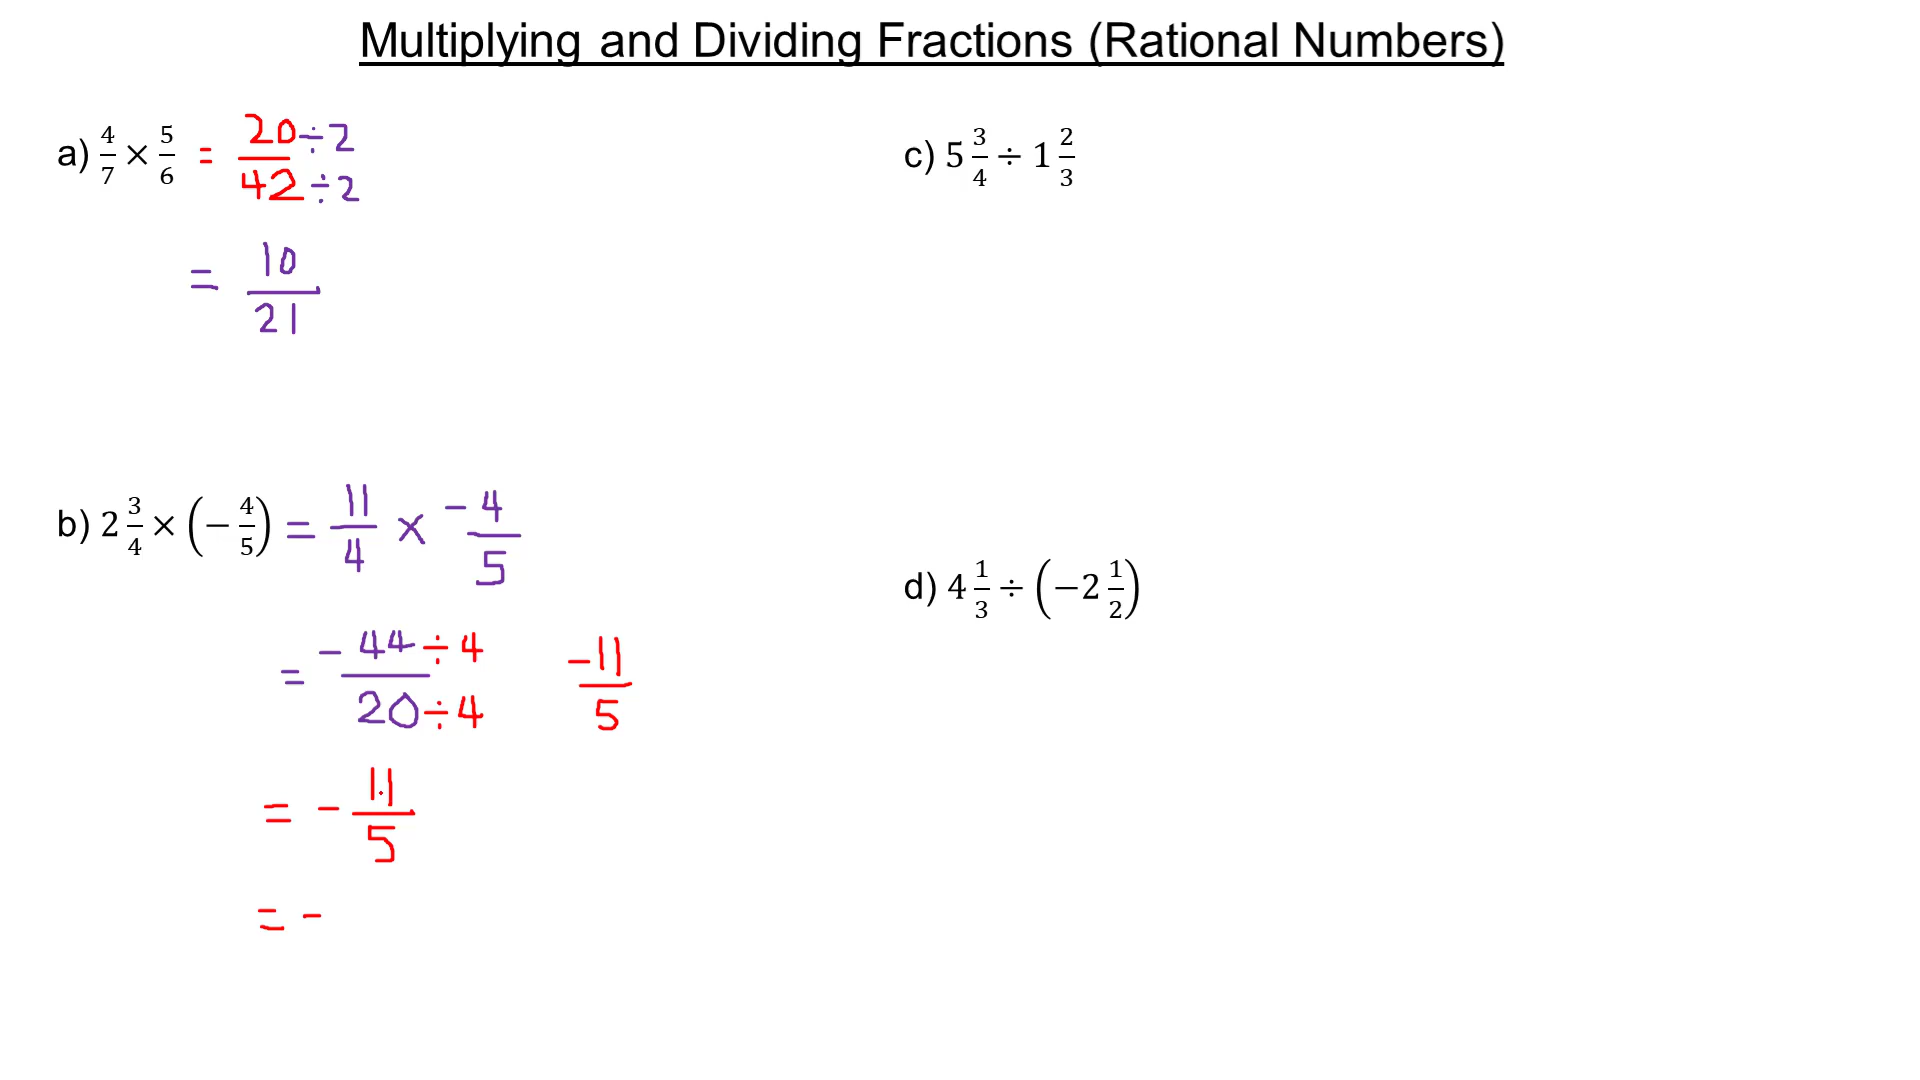 Multiplying and Dividing Fractions (Rational Numbers)
a) 4/7 × 5/6 = 20÷2/42÷2
= 10/21
b) 2 3/4 × (− 4/5) = 11/4 × -4/5
= -44÷4/20÷4 -11/5
= - 11/5
= -
c) 5 3/4 ÷ 1 2/3
d) 4 1/3 ÷ (−2 1/2)